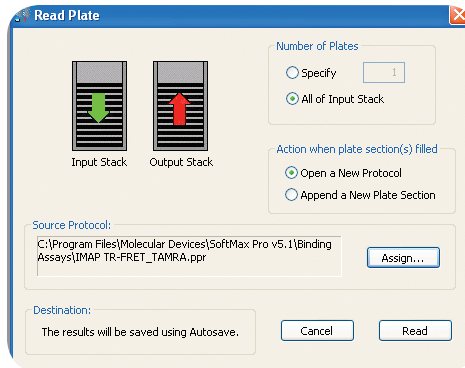 Read Plate
Number of Plates
Specify 1
All of Input Stack
Input Stack Output Stack
Action when plate section(s) filled
Open a New Protocol
Append a New Plate Section
Source Protocol:
C:\Program Files\Molecular Devices\SoftMax Pro v5.1\Binding
Assays\IMAP TR-FRET_TAMRA.ppr
Assign...
Destination:
The results will be saved using Autosave.
Cancel Read